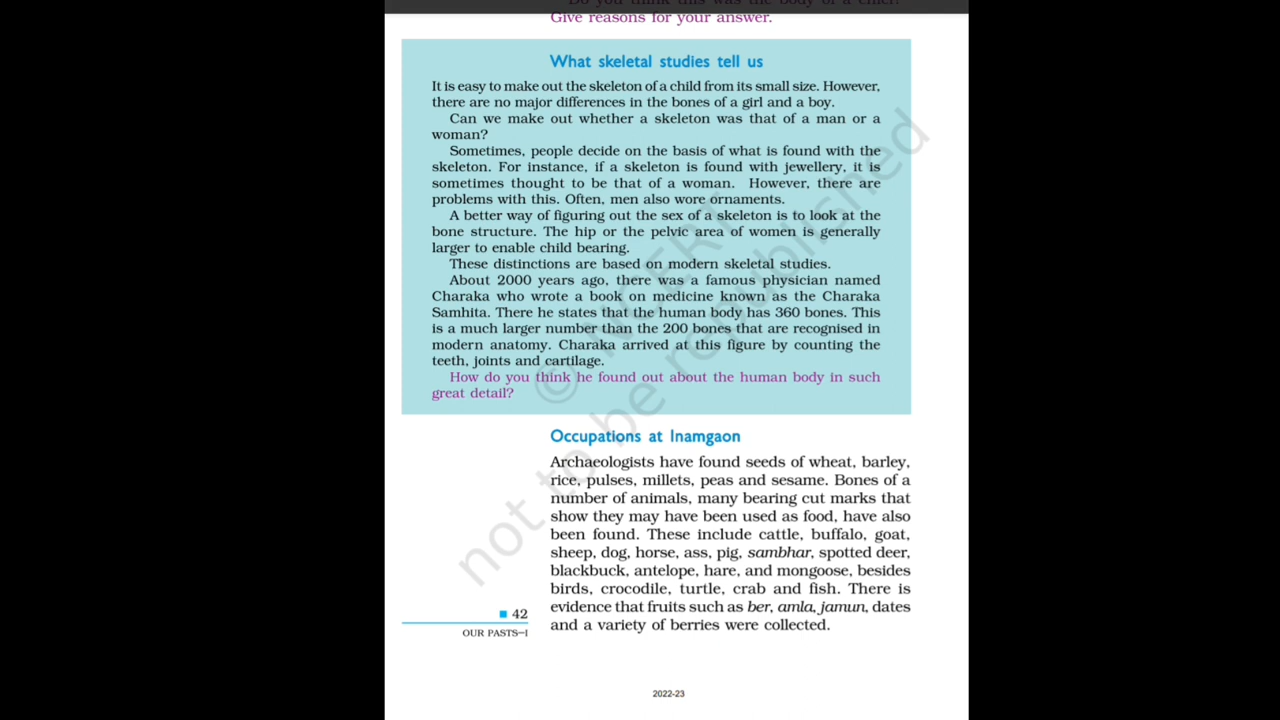 Do you think this was the body of a chief?
Give reasons for your answer.
What skeletal studies tell us
It is easy to make out the skeleton of a child from its small size. However,
there are no major differences in the bones of a girl and a boy.
Can we make out whether a skeleton was that of a man or a
woman?
Sometimes, people decide on the basis of what is found with the
skeleton. For instance, if a skeleton is found with jewellery, it is
sometimes thought to be that of a woman. However, there are
problems with this. Often, men also wore ornaments.
A better way of figuring out the sex of a skeleton is to look at the
bone structure. The hip or the pelvic area of women is generally
larger to enable child bearing.
These distinctions are based on modern skeletal studies.
About 2000 years ago, there was a famous physician named
Charaka who wrote a book on medicine known as the Charaka
Samhita. There he states that the human body has 360 bones. This
is a much larger number than the 200 bones that are recognised in
modern anatomy. Charaka arrived at this figure by counting the
teeth, joints and cartilage.
How do you think he found out about the human body in such
great detail?
Occupations at Inamgaon
Archaeologists have found seeds of wheat, barley,
rice, pulses, millets, peas and sesame. Bones of a
number of animals, many bearing cut marks that
show they may have been used as food, have also
been found. These include cattle, buffalo, goat,
sheep, dog, horse, ass, pig, sambhar, spotted deer,
blackbuck, antelope, hare, and mongoose, besides
birds, crocodile, turtle, crab and fish. There is
evidence that fruits such as ber, amla, jamun, dates
and a variety of berries were collected.
■ 42
OUR PASTS–I
2022-23
© NCERT
not to be republished